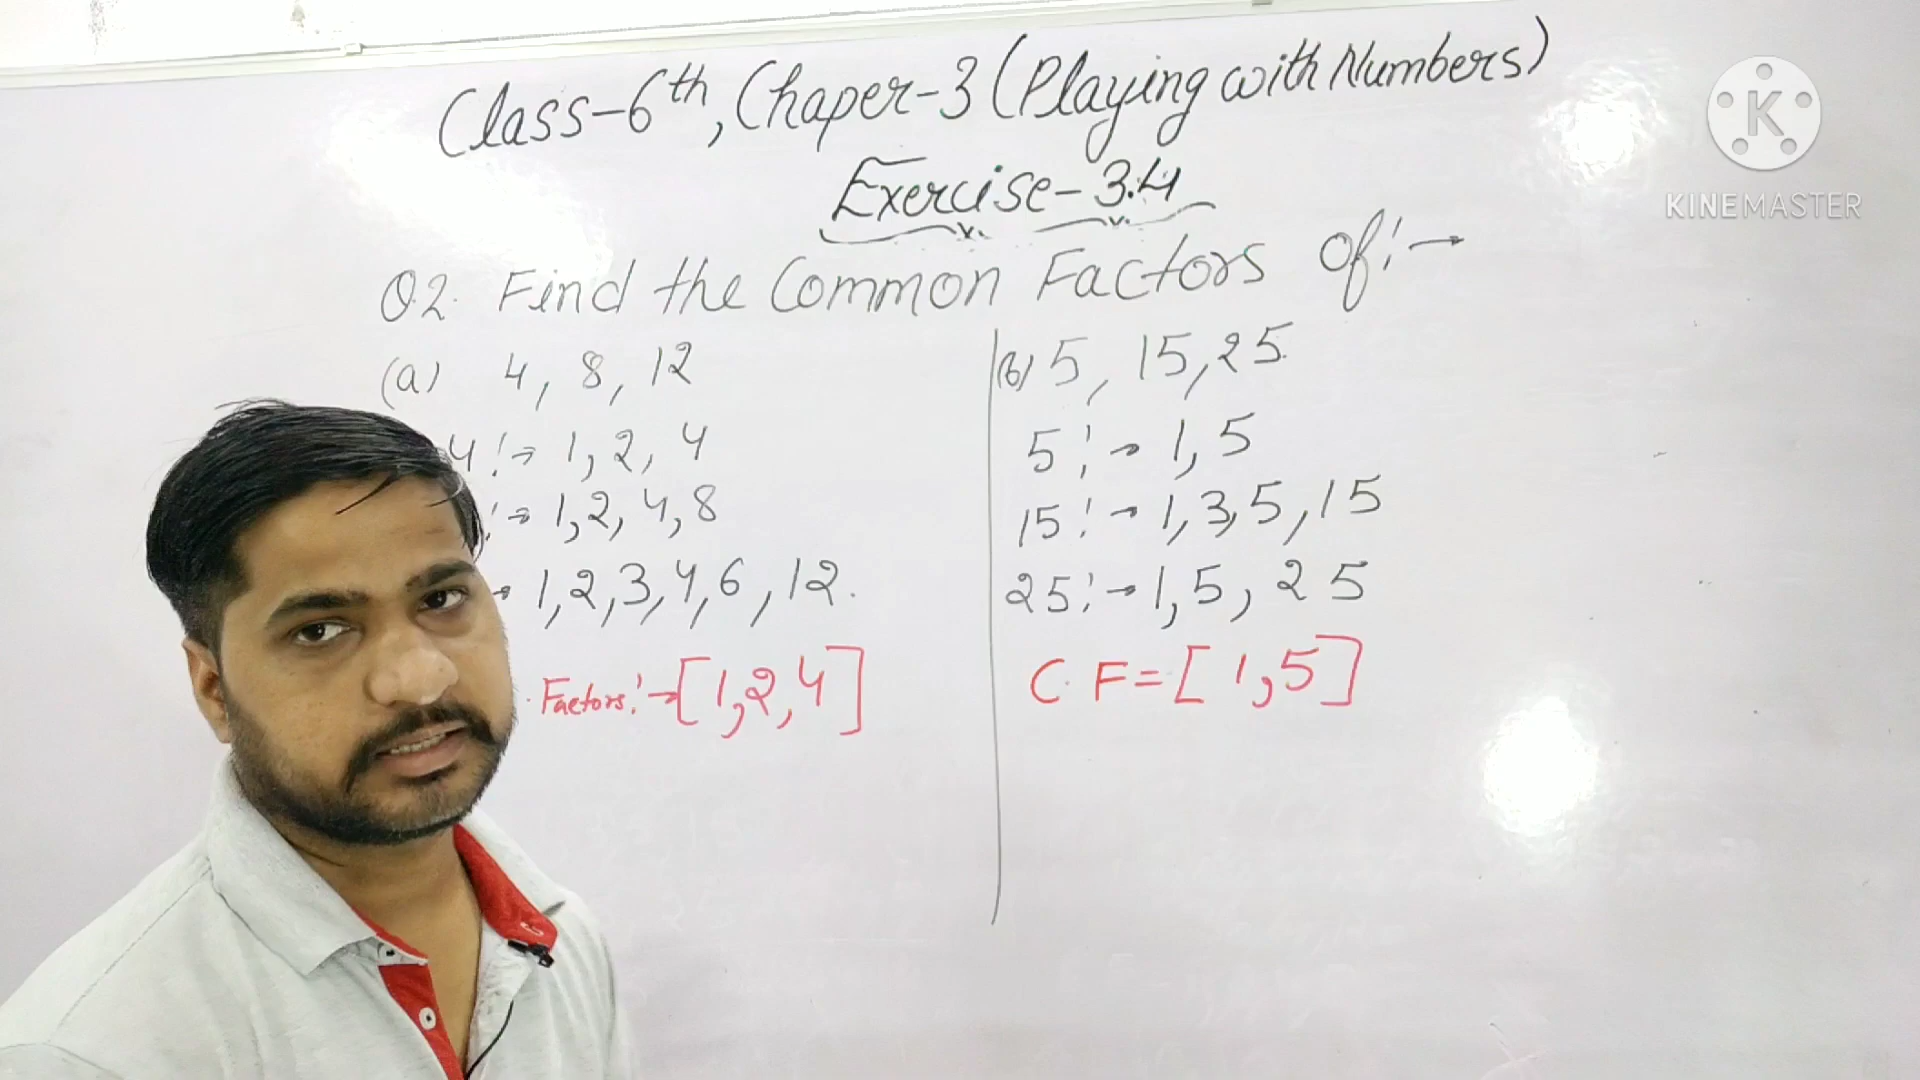 Class-6th, Chaper-3 (Playing with Numbers)
Exercise-3.4
Q.2. Find the Common Factors of:→
(a) 4, 8, 12
4:→ 1, 2, 4
:→ 1, 2, 4, 8
→ 1, 2, 3, 4, 6, 12.
Factors:→[1, 2, 4]
(b) 5, 15, 25.
5:→ 1, 5
15:→ 1, 3, 5, 15
25:→ 1, 5, 25
C.F=[1, 5]
K
KINEMASTER